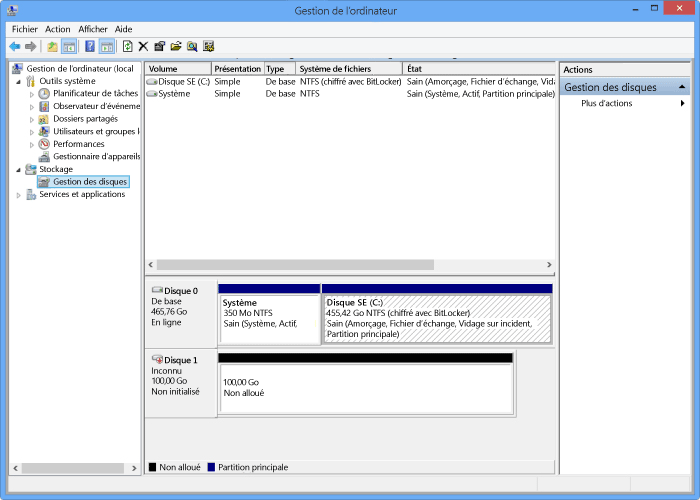 Gestion de l'ordinateur
Fichier Action Afficher Aide
Gestion de l'ordinateur (local
Outils système
Planificateur de tâches
Observateur d'événeme
Dossiers partagés
Utilisateurs et groupes l
Performances
Gestionnaire d'appareils
Stockage
Gestion des disques
Services et applications
Volume Présentation Type Système de fichiers État
Disque SE (C:) Simple De base NTFS (chiffré avec BitLocker) Sain (Amorçage, Fichier d'échange, Vida
Système Simple De base NTFS Sain (Système, Actif, Partition principale)
Disque 0
De base
465,76 Go
En ligne
Système
350 Mo NTFS
Sain (Système, Actif,
Disque SE (C:)
455,42 Go NTFS (chiffré avec BitLocker)
Sain (Amorçage, Fichier d'échange, Vidage sur incident,
Partition principale)
Disque 1
Inconnu
100,00 Go
Non initialisé
100,00 Go
Non alloué
Non alloué Partition principale
Actions
Gestion des disques
Plus d'actions